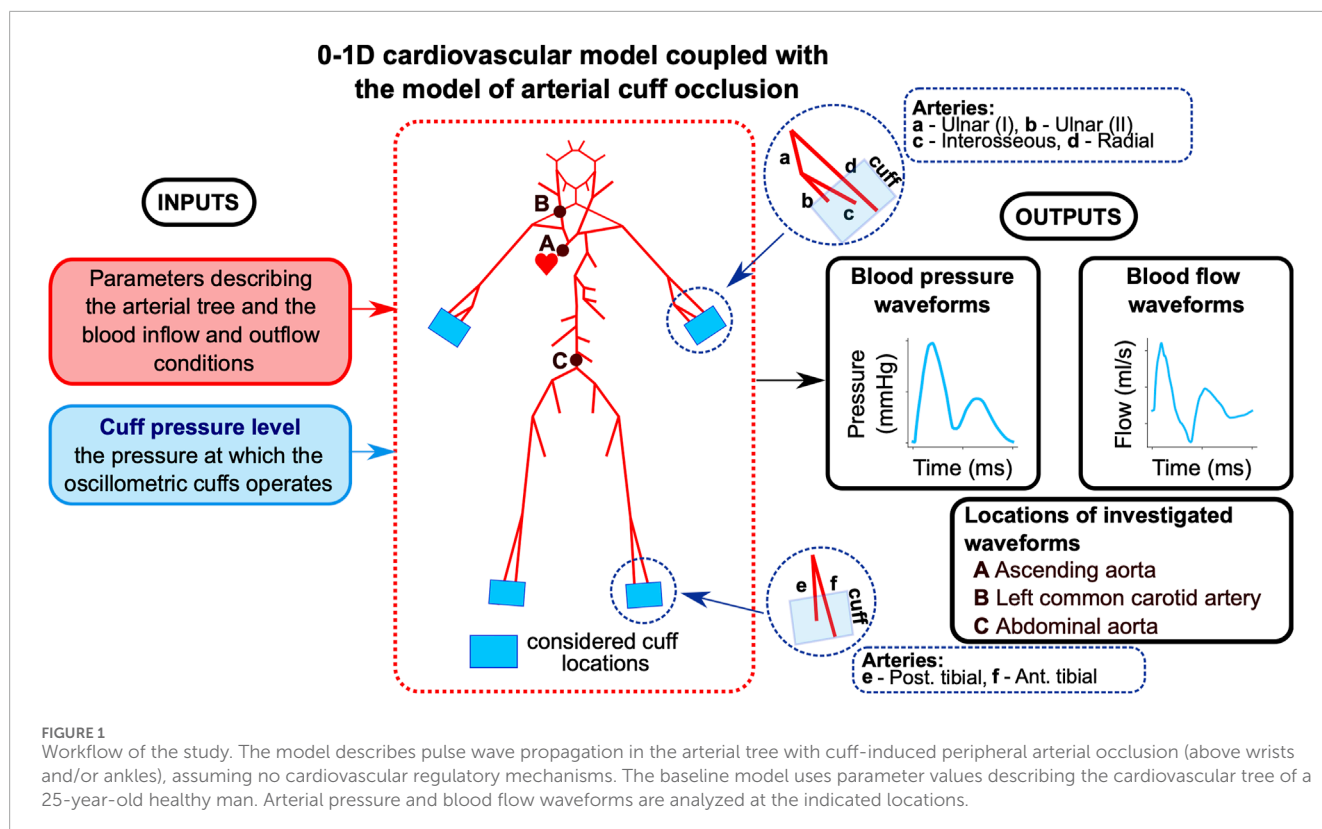 0-1D cardiovascular model coupled with
the model of arterial cuff occlusion
INPUTS
Parameters describing
the arterial tree and the
blood inflow and outflow
conditions
Cuff pressure level
the pressure at which the
oscillometric cuffs operates
B
A
C
considered cuff
locations
a
b
c
d
cuff
Arteries:
a - Ulnar (I), b - Ulnar (II)
c - Interosseous, d - Radial
e
f
cuff
Arteries:
e - Post. tibial, f - Ant. tibial
OUTPUTS
Blood pressure
waveforms
Pressure
(mmHg)
Time (ms)
Blood flow
waveforms
Flow (ml/s)
Time (ms)
Locations of investigated
waveforms
A Ascending aorta
B Left common carotid artery
C Abdominal aorta
FIGURE 1
Workflow of the study. The model describes pulse wave propagation in the arterial tree with cuff-induced peripheral arterial occlusion (above wrists
and/or ankles), assuming no cardiovascular regulatory mechanisms. The baseline model uses parameter values describing the cardiovascular tree of a
25-year-old healthy man. Arterial pressure and blood flow waveforms are analyzed at the indicated locations.